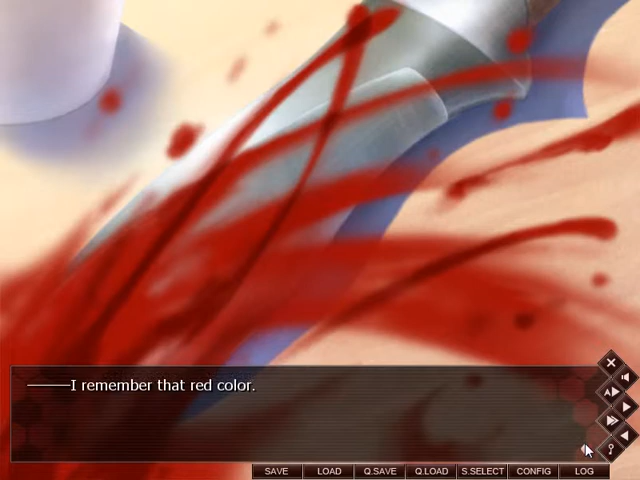 ———I remember that red color.
SAVE LOAD Q.SAVE Q.LOAD S.SELECT CONFIG LOG